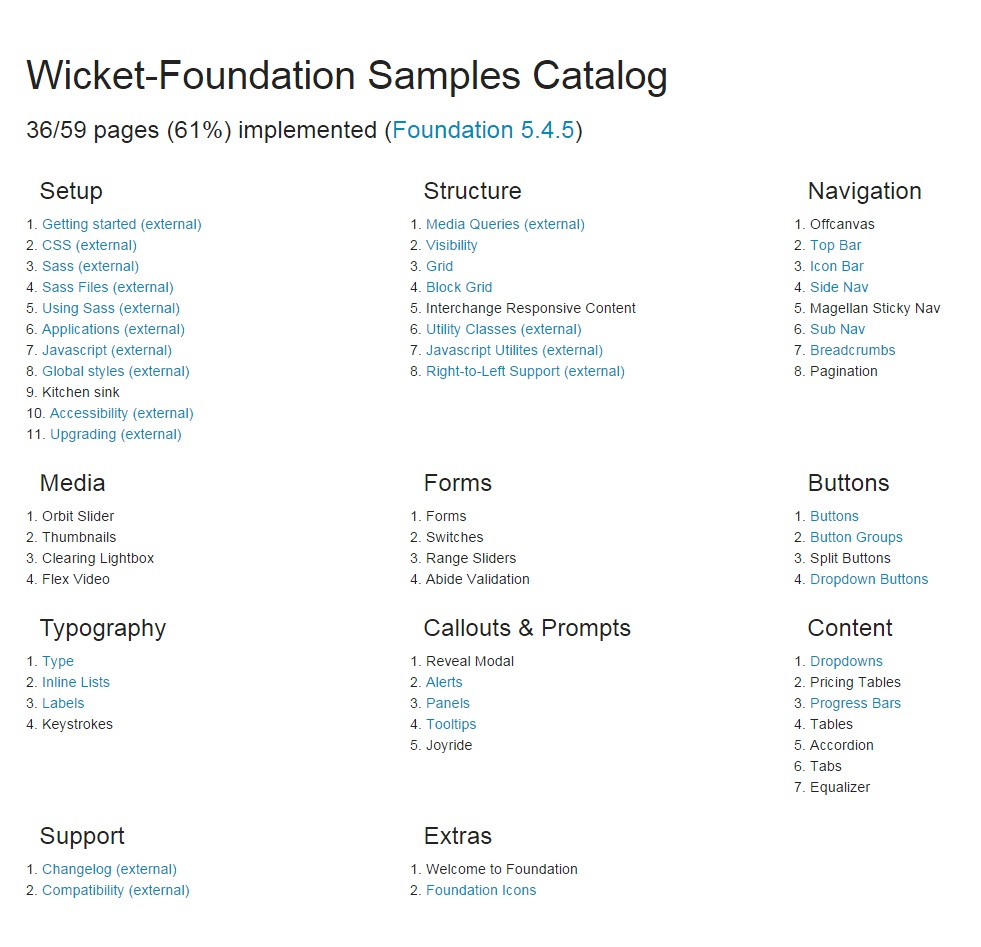 Wicket-Foundation Samples Catalog
36/59 pages (61%) implemented (Foundation 5.4.5)
Setup
1. Getting started (external)
2. CSS (external)
3. Sass (external)
4. Sass Files (external)
5. Using Sass (external)
6. Applications (external)
7. Javascript (external)
8. Global styles (external)
9. Kitchen sink
10. Accessibility (external)
11. Upgrading (external)
Structure
1. Media Queries (external)
2. Visibility
3. Grid
4. Block Grid
5. Interchange Responsive Content
6. Utility Classes (external)
7. Javascript Utilites (external)
8. Right-to-Left Support (external)
Navigation
1. Offcanvas
2. Top Bar
3. Icon Bar
4. Side Nav
5. Magellan Sticky Nav
6. Sub Nav
7. Breadcrumbs
8. Pagination
Media
1. Orbit Slider
2. Thumbnails
3. Clearing Lightbox
4. Flex Video
Forms
1. Forms
2. Switches
3. Range Sliders
4. Abide Validation
Buttons
1. Buttons
2. Button Groups
3. Split Buttons
4. Dropdown Buttons
Typography
1. Type
2. Inline Lists
3. Labels
4. Keystrokes
Callouts & Prompts
1. Reveal Modal
2. Alerts
3. Panels
4. Tooltips
5. Joyride
Content
1. Dropdowns
2. Pricing Tables
3. Progress Bars
4. Tables
5. Accordion
6. Tabs
7. Equalizer
Support
1. Changelog (external)
2. Compatibility (external)
Extras
1. Welcome to Foundation
2. Foundation Icons